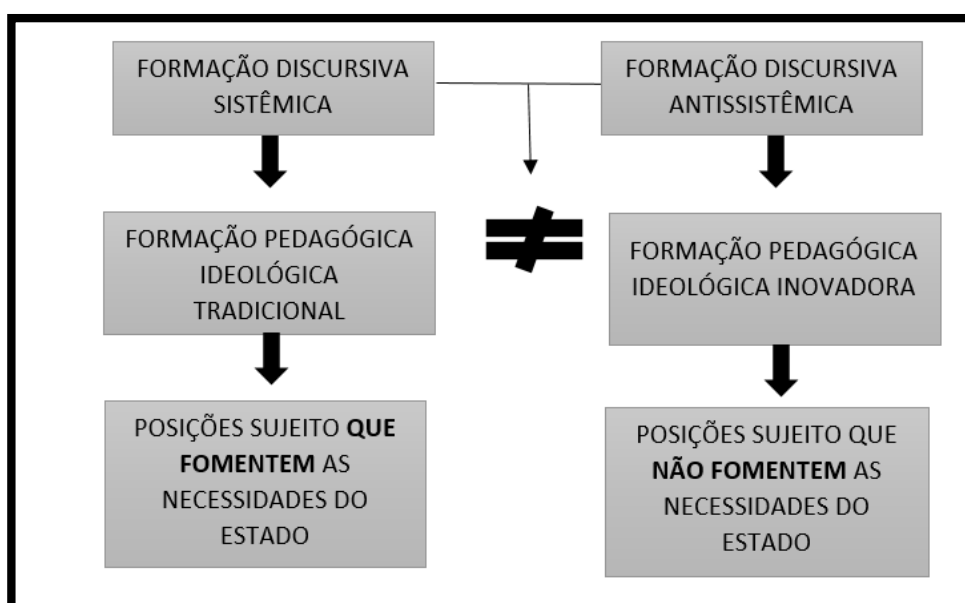 FORMAÇÃO DISCURSIVA
SISTÊMICA
FORMAÇÃO DISCURSIVA
ANTISSISTÊMICA
≠
FORMAÇÃO PEDAGÓGICA
IDEOLÓGICA
TRADICIONAL
FORMAÇÃO PEDAGÓGICA
IDEOLÓGICA INOVADORA
POSIÇÕES SUJEITO QUE
FOMENTEM AS
NECESSIDADES DO
ESTADO
POSIÇÕES SUJEITO QUE
NÃO FOMENTEM AS
NECESSIDADES DO
ESTADO